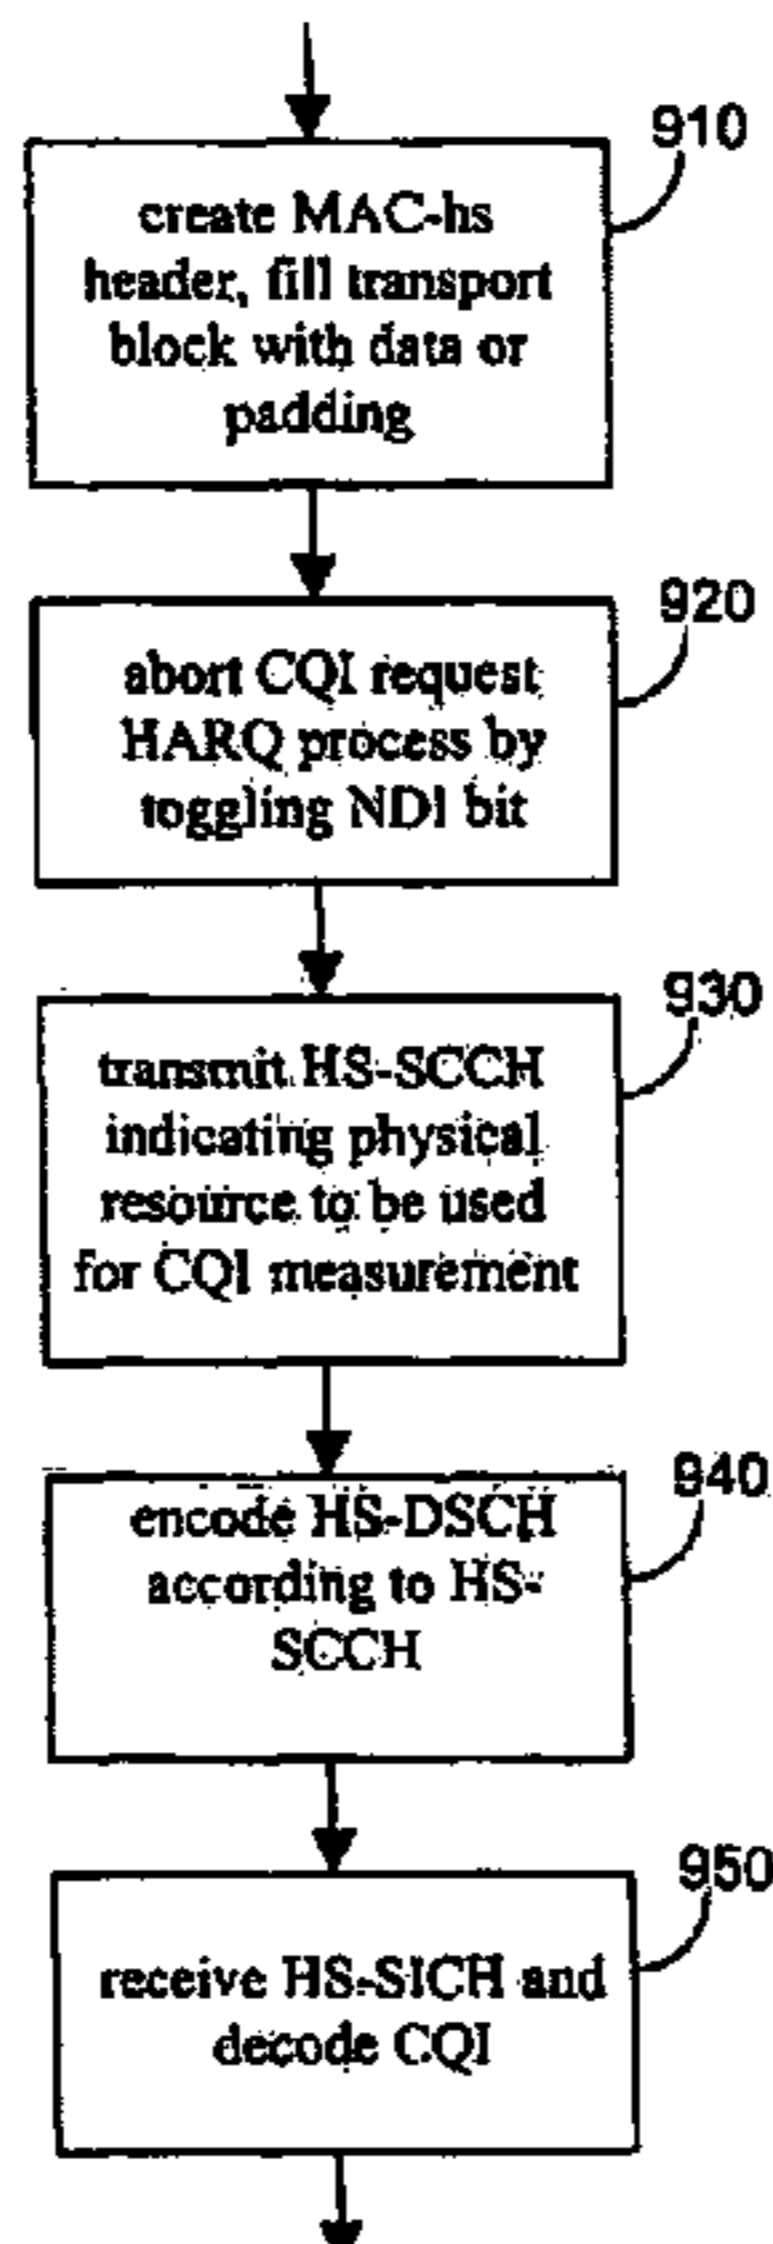 910
create MAC-hs
header, fill transport
block with data or
padding
920
abort CQI request
HARQ process by
toggling NDI bit
930
transmit HS-SCCH
indicating physical
resource to be used
for CQI measurement
940
encode HS-DSCH
according to HS-
SCCH
950
receive HS-SICH and
decode CQI